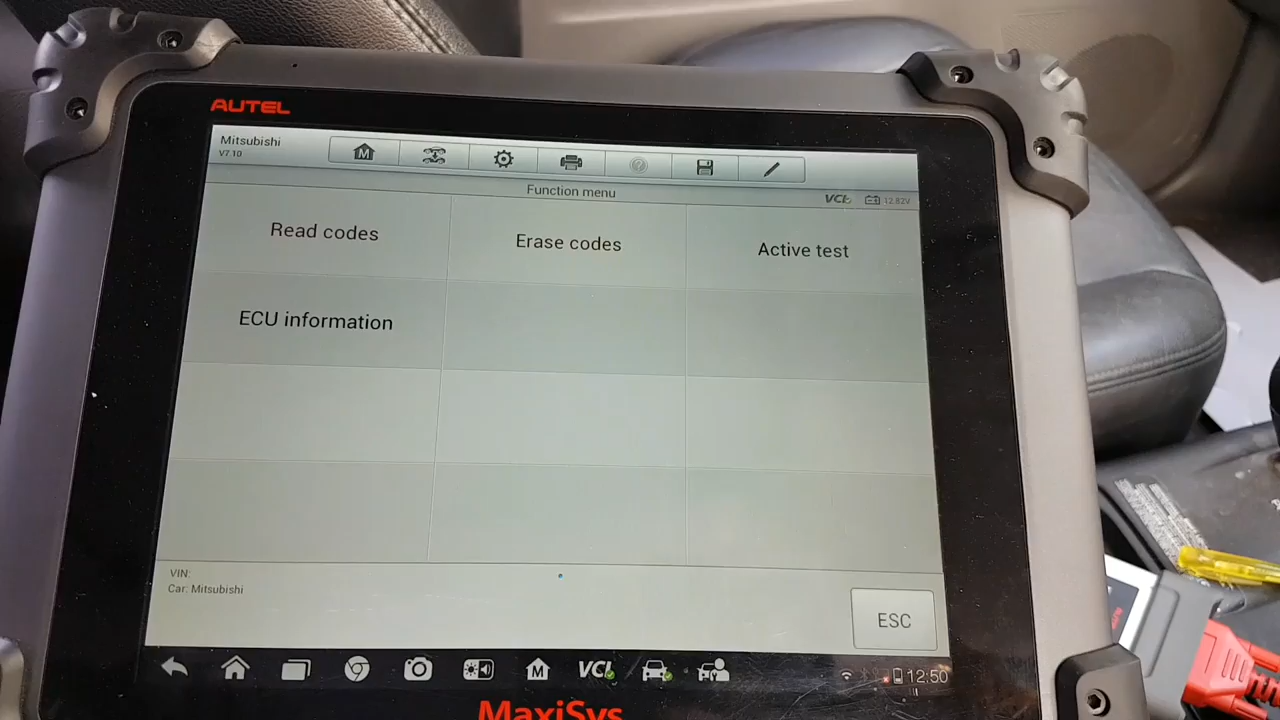 AUTEL
Mitsubishi
V7.10
Function menu
VCI
12.82V
Read codes
Erase codes
Active test
ECU information
VIN:
Car: Mitsubishi
ESC
VCI
12:50
MaxiSys